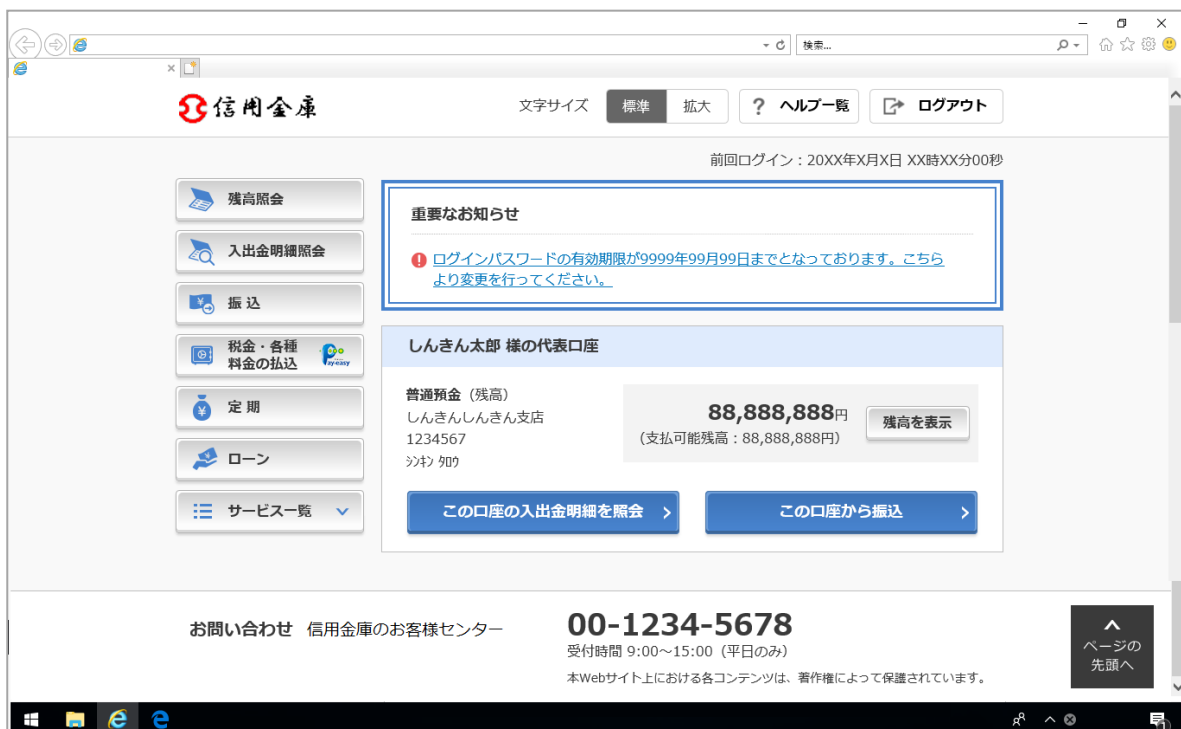 検索...
信用金庫
文字サイズ 標準 拡大 ? ヘルプ一覧 ログアウト
前回ログイン：20XX年X月X日 XX時XX分00秒
残高照会
入出金明細照会
振込
税金・各種
料金の払込
Pay-easy
定期
ローン
サービス一覧
重要なお知らせ
ログインパスワードの有効期限が9999年99月99日までとなっております。こちら
より変更を行ってください。
しんきん太郎 様の代表口座
普通預金（残高）
しんきんしんきん支店
1234567
ｼﾝｷﾝ ﾀﾛｳ
88,888,888円
（支払可能残高：88,888,888円）
残高を表示
この口座の入出金明細を照会
この口座から振込
お問い合わせ 信用金庫のお客様センター
00-1234-5678
受付時間 9:00～15:00（平日のみ）
本Webサイト上における各コンテンツは、著作権によって保護されています。
ページの
先頭へ
1